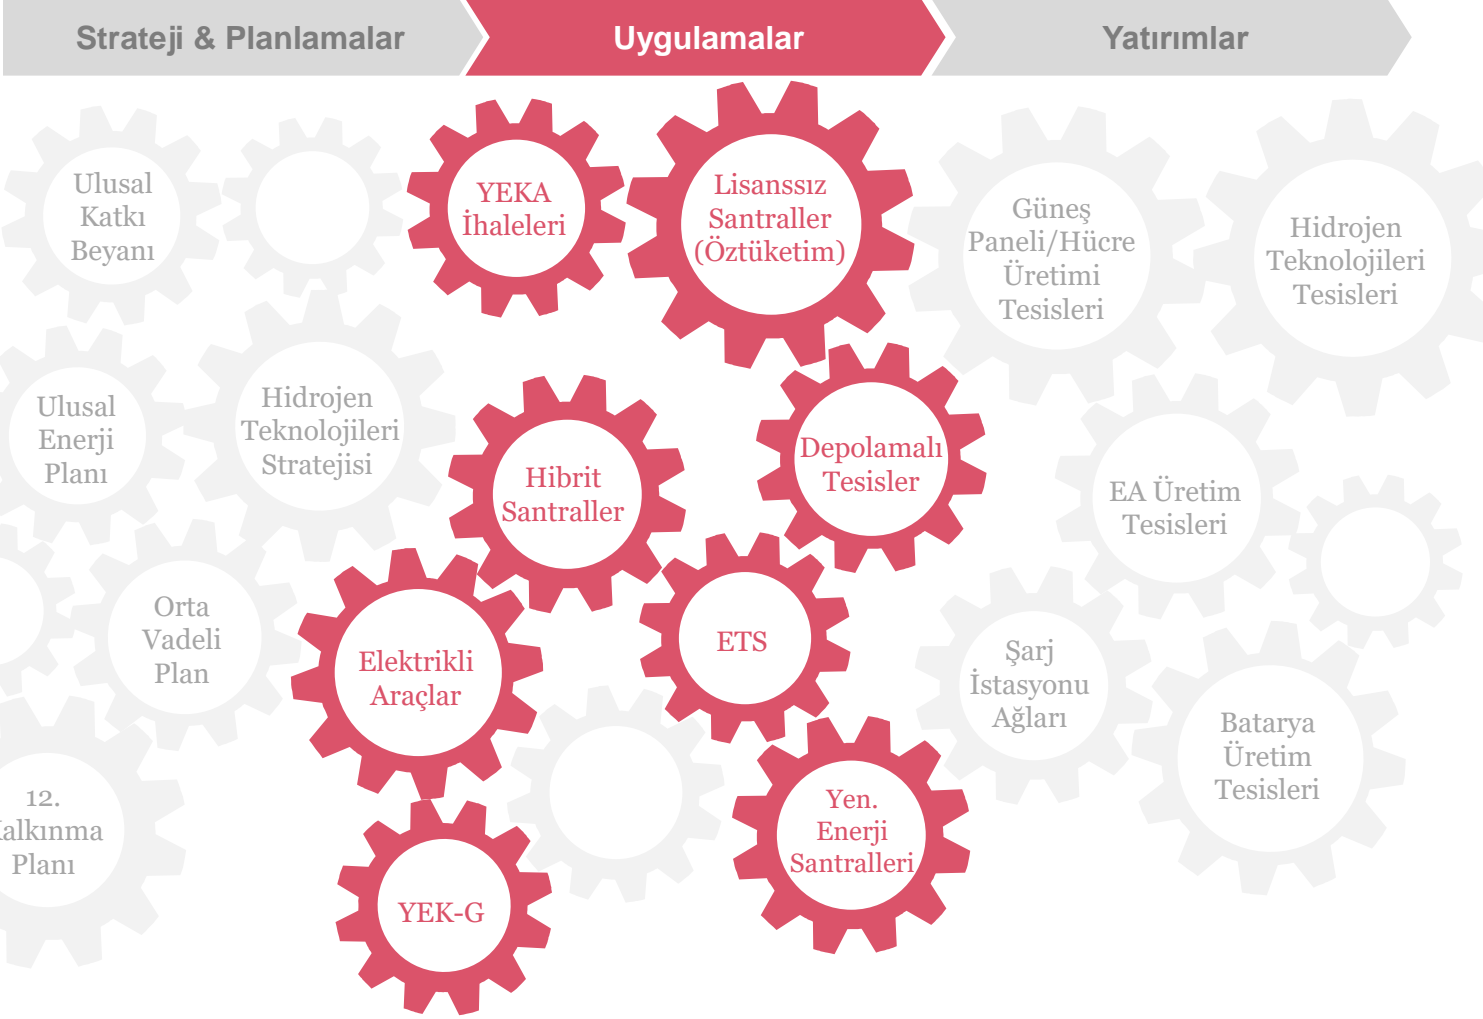 Strateji & Planlamalar
Uygulamalar
Yatırımlar
Ulusal
Katkı
Beyanı
Ulusal
Enerji
Planı
Hidrojen
Teknolojileri
Stratejisi
Orta
Vadeli
Plan
12.
alkınma
Planı
YEKA
İhaleleri
Lisanssız
Santraller
(Öztüketim)
Hibrit
Santraller
Depolamalı
Tesisler
Elektrikli
Araçlar
ETS
YEK-G
Yen.
Enerji
Santralleri
Güneş
Paneli/Hücre
Üretimi
Tesisleri
Hidrojen
Teknolojileri
Tesisleri
EA Üretim
Tesisleri
Şarj
İstasyonu
Ağları
Batarya
Üretim
Tesisleri